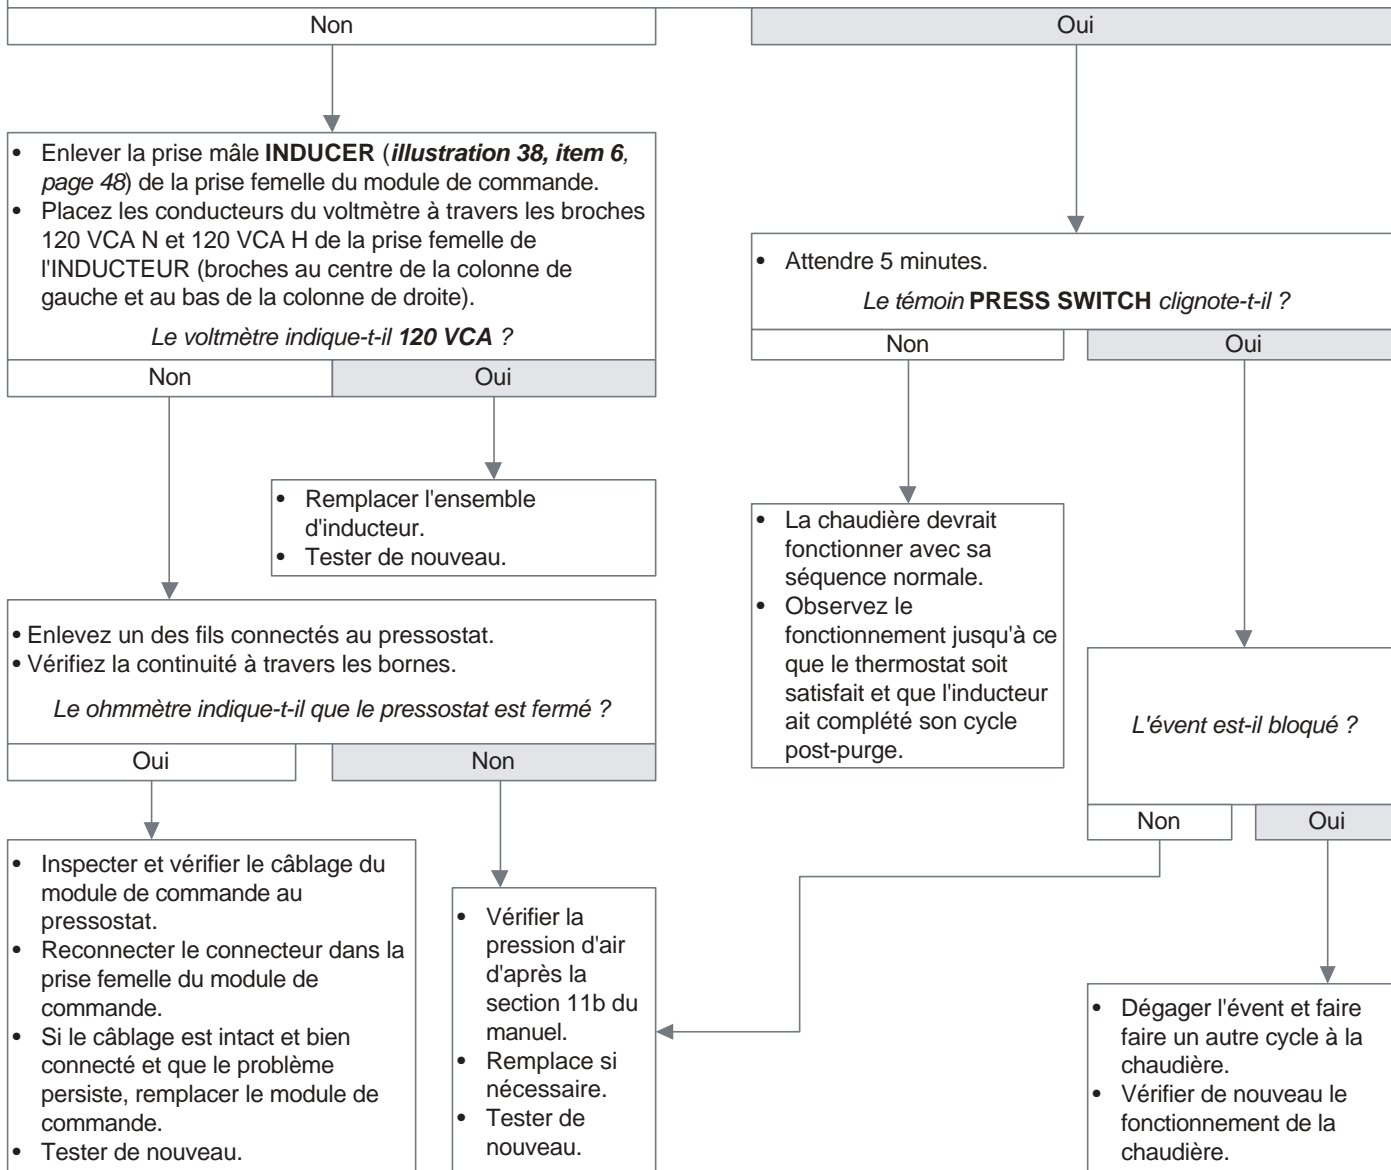 Non
Oui
• Enlever la prise mâle INDUCER (illustration 38, item 6,
page 48) de la prise femelle du module de commande.
• Placez les conducteurs du voltmètre à travers les broches
120 VCA N et 120 VCA H de la prise femelle de
l'INDUCTEUR (broches au centre de la colonne de
gauche et au bas de la colonne de droite).
Le voltmètre indique-t-il 120 VCA ?
Non
Oui
• Attendre 5 minutes.
Le témoin PRESS SWITCH clignote-t-il ?
Non
Oui
• Remplacer l'ensemble
d'inducteur.
• Tester de nouveau.
• La chaudière devrait
fonctionner avec sa
séquence normale.
• Observez le
fonctionnement jusqu'à ce
que le thermostat soit
satisfait et que l'inducteur
ait complété son cycle
post-purge.
• Enlevez un des fils connectés au pressostat.
• Vérifiez la continuité à travers les bornes.
Le ohmmètre indique-t-il que le pressostat est fermé ?
Oui
Non
L'évent est-il bloqué ?
Non
Oui
• Inspecter et vérifier le câblage du
module de commande au
pressostat.
• Reconnecter le connecteur dans la
prise femelle du module de
commande.
• Si le câblage est intact et bien
connecté et que le problème
persiste, remplacer le module de
commande.
• Tester de nouveau.
• Vérifier la
pression d'air
d'après la
section 11b du
manuel.
• Remplace si
nécessaire.
• Tester de
nouveau.
• Dégager l'évent et faire
faire un autre cycle à la
chaudière.
• Vérifier de nouveau le
fonctionnement de la
chaudière.